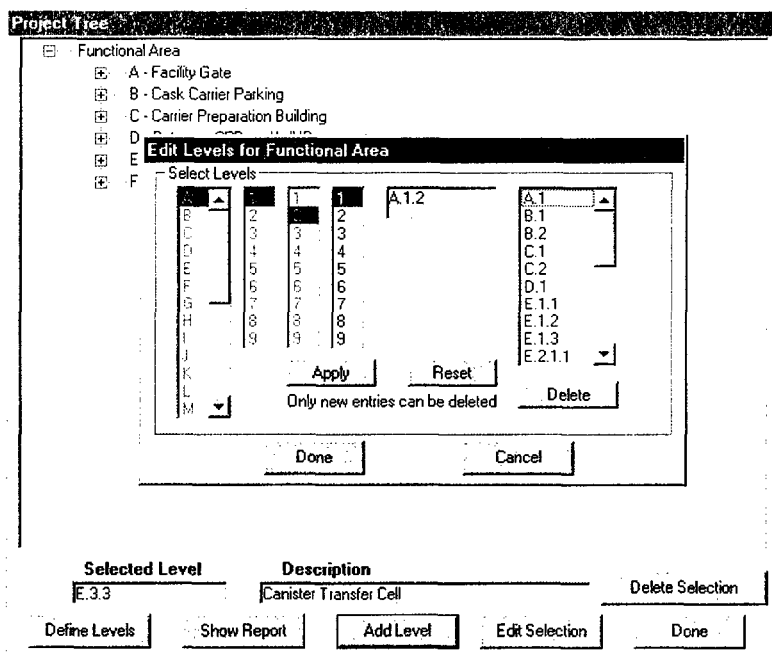 Project Tree
Functional Area
A - Facility Gate
B - Cask Carrier Parking
C - Carrier Preparation Building
D
E
F
Edit Levels for Functional Area
Select Levels
A 1 1 1 A.1.2 A.1
B 2 2 2 B.1
C 3 3 3 B.2
D 4 4 4 C.1
E 5 5 5 C.2
F 6 6 6 D.1
G 7 7 7 E.1.1
H 8 8 8 E.1.2
I 9 9 9 E.1.3
J E.2.1.1
K Apply Reset
L Delete
M Only new entries can be deleted
Done Cancel
Selected Level Description
E.3.3 Canister Transfer Cell Delete Selection
Define Levels Show Report Add Level Edit Selection Done